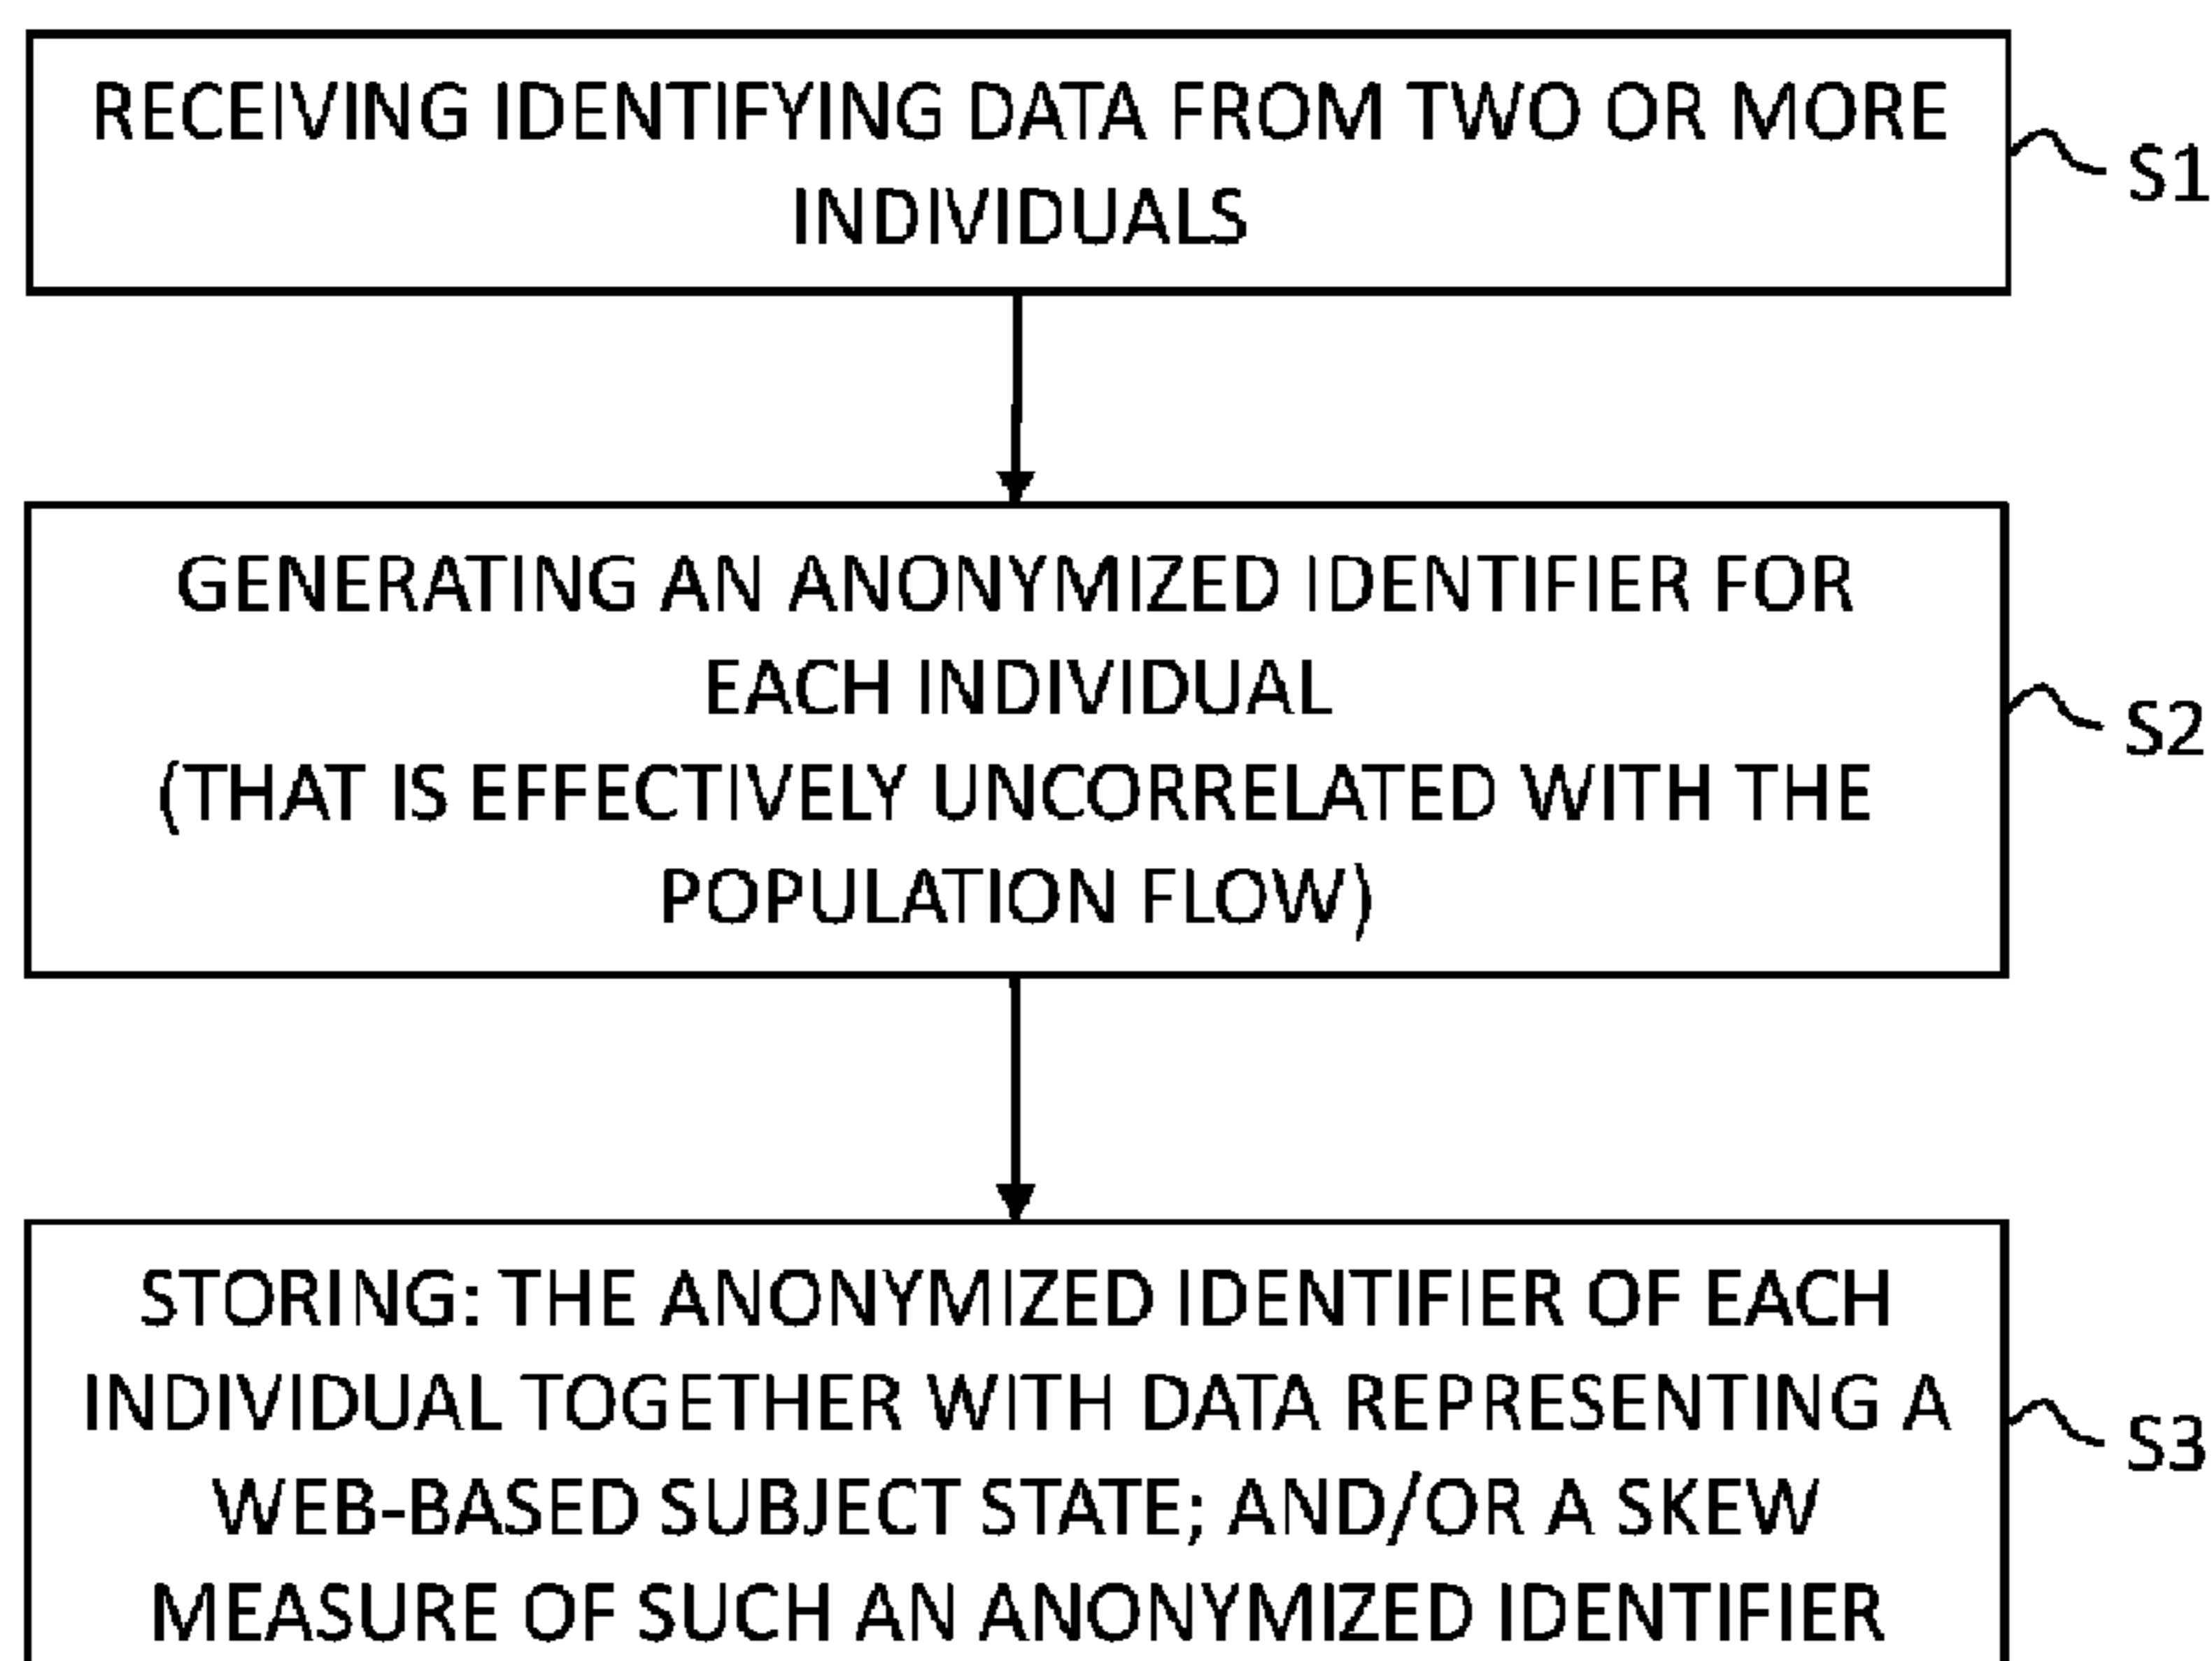 RECEIVING IDENTIFYING DATA FROM TWO OR MORE
INDIVIDUALS
S1
GENERATING AN ANONYMIZED IDENTIFIER FOR
EACH INDIVIDUAL
(THAT IS EFFECTIVELY UNCORRELATED WITH THE
POPULATION FLOW)
S2
STORING: THE ANONYMIZED IDENTIFIER OF EACH
INDIVIDUAL TOGETHER WITH DATA REPRESENTING A
WEB-BASED SUBJECT STATE; AND/OR A SKEW
MEASURE OF SUCH AN ANONYMIZED IDENTIFIER
S3